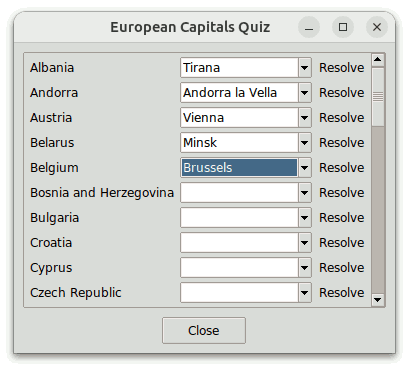 European Capitals Quiz
Albania Tirana Resolve
Andorra Andorra la Vella Resolve
Austria Vienna Resolve
Belarus Minsk Resolve
Belgium Brussels Resolve
Bosnia and Herzegovina Resolve
Bulgaria Resolve
Croatia Resolve
Cyprus Resolve
Czech Republic Resolve
Close